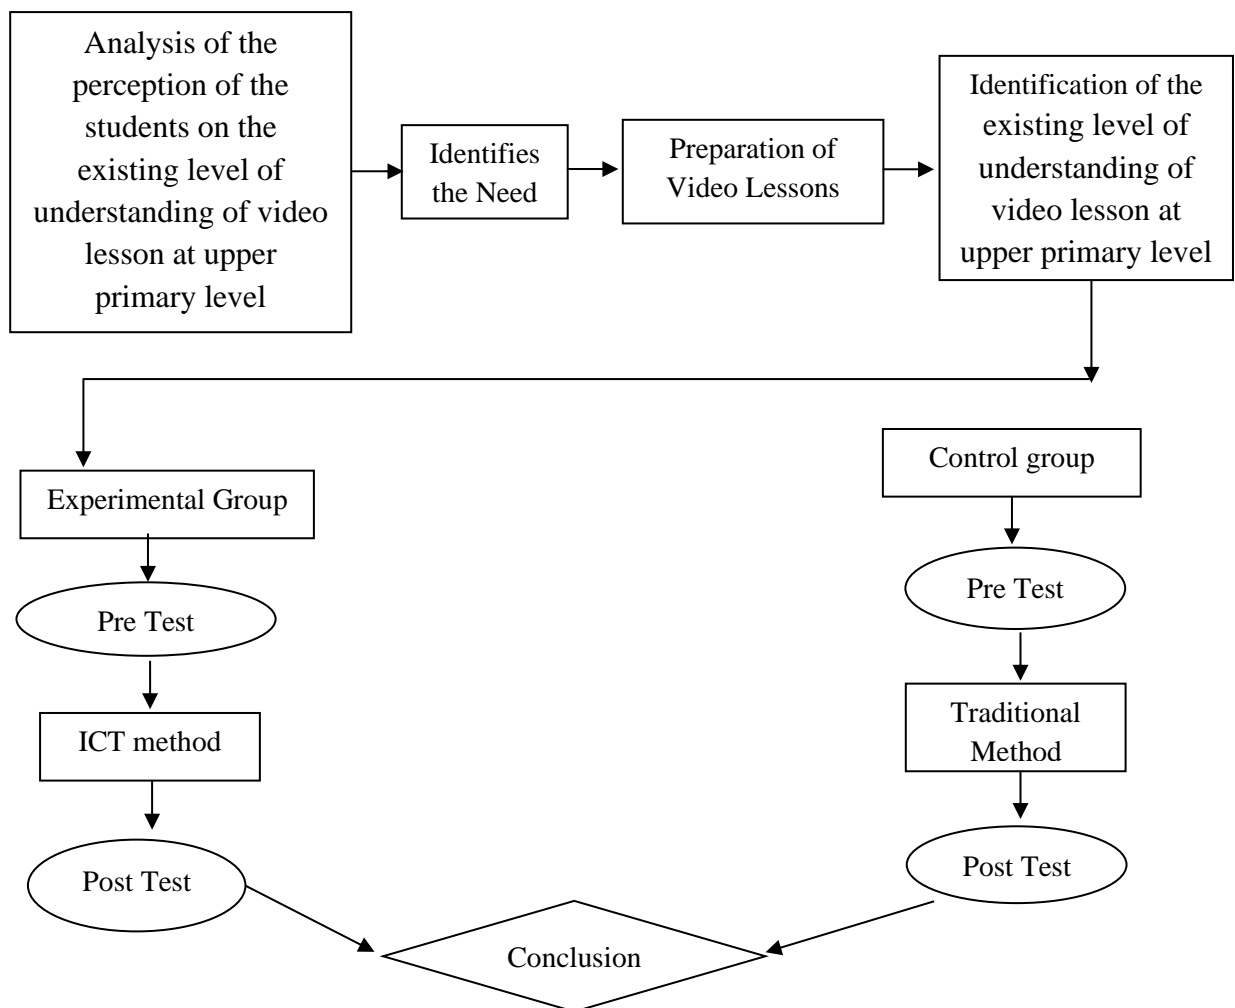 Analysis of the
perception of the
students on the
existing level of
understanding of video
lesson at upper
primary level
Identifies
the Need
Preparation of
Video Lessons
Identification of the
existing level of
understanding of
video lesson at
upper primary level
Experimental Group
Pre Test
ICT method
Post Test
Control group
Pre Test
Traditional
Method
Post Test
Conclusion